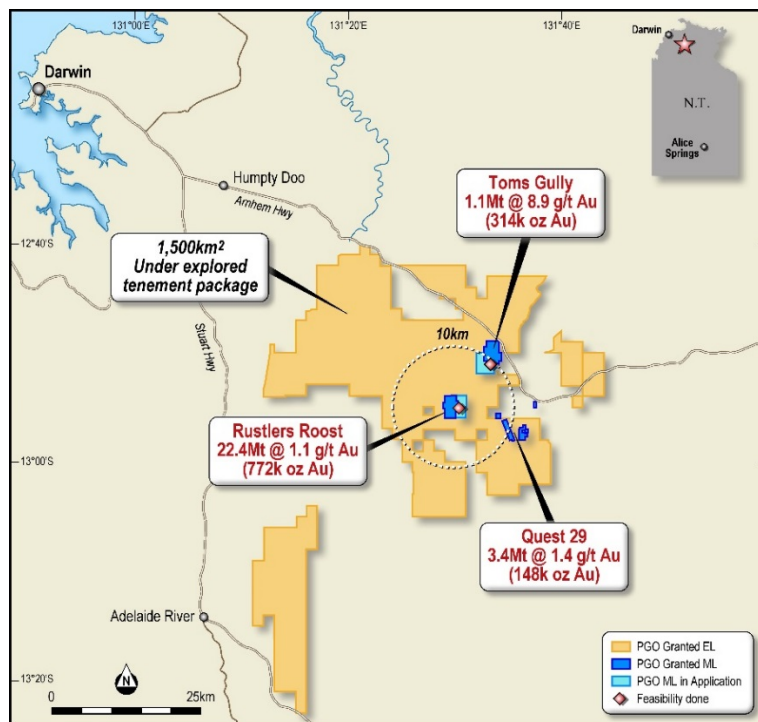 131°00'E
131°20'E
131°40'E
Darwin
N.T.
Alice
Springs
Darwin
Humpty Doo
Arnhem Hwy
Toms Gully
1.1Mt @ 8.9 g/t Au
(314k oz Au)
12°40'S
1,500km²
Under explored
tenement package
Stuart Hwy
10km
Rustlers Roost
22.4Mt @ 1.1 g/t Au
(772k oz Au)
13°00'S
Quest 29
3.4Mt @ 1.4 g/t Au
(148k oz Au)
Adelaide River
PGO Granted EL
PGO Granted ML
PGO ML in Application
Feasibility done
13°20'S
N
0
25km